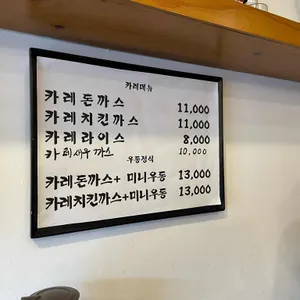 카레메뉴
카레돈까스 11,000
카레치킨까스 11,000
카레라이스 8,000
카레새우까스 10,000
우동정식
카레돈까스+ 미니우동 13,000
카레치킨까스+미니우동 13,000